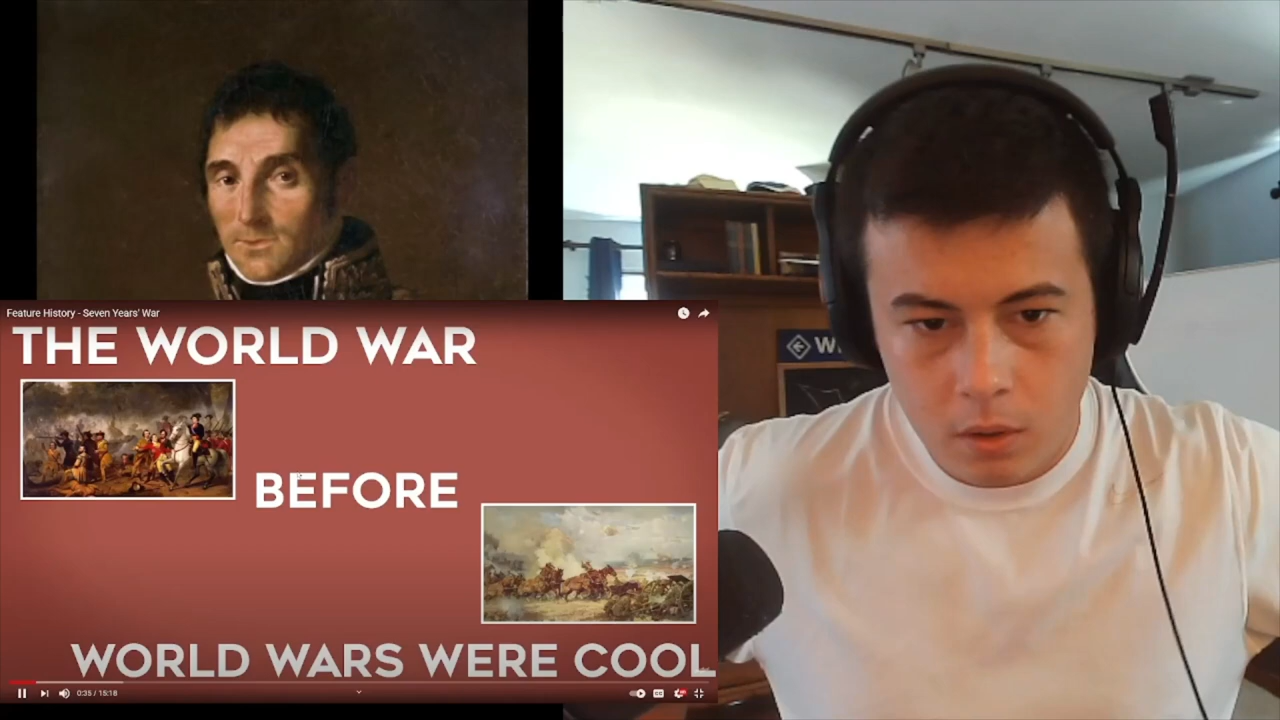 Feature History - Seven Years' War
THE WORLD WAR
BEFORE
WORLD WARS WERE COOL
0:35 / 15:18
W